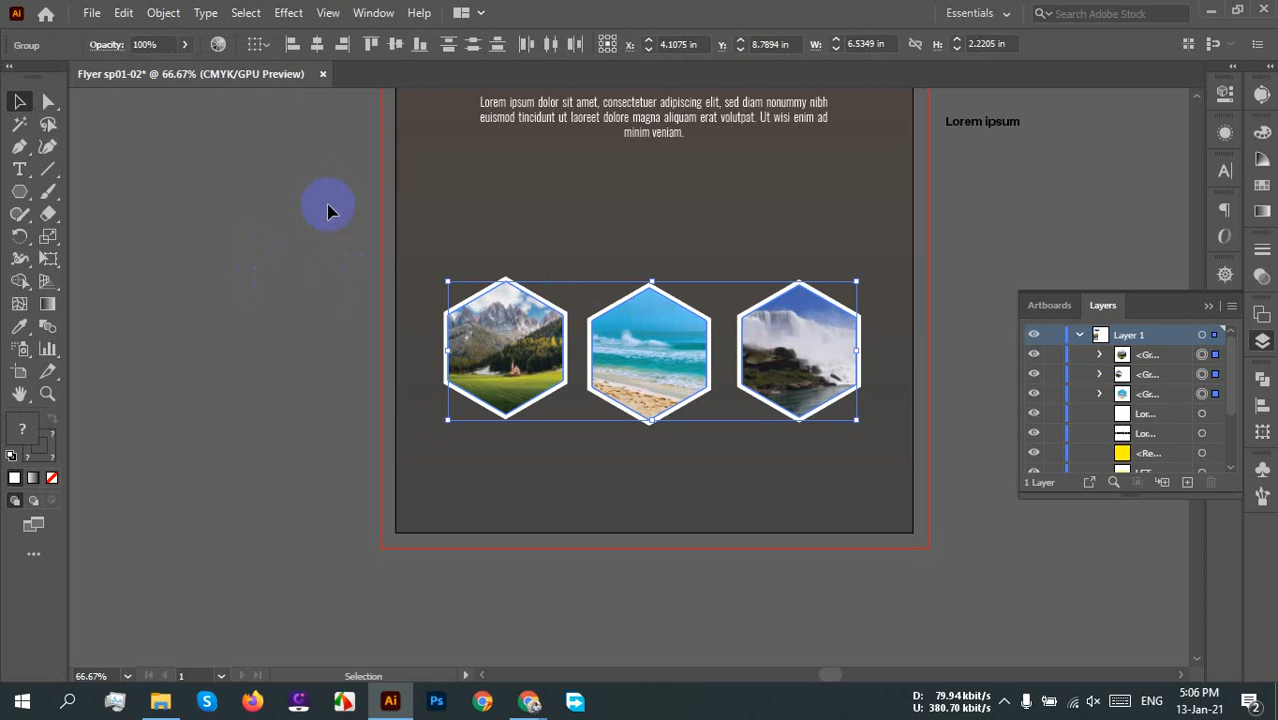 Ai File Edit Object Type Select Effect View Window Help Essentials Search Adobe Stock
Group Opacity: 100% X: 4.1075 in Y: 8.7894 in W: 6.5349 in H: 2.2205 in
Flyer sp01-02* @ 66.67% (CMYK/GPU Preview) ×
Lorem ipsum dolor sit amet, consectetuer adipiscing elit, sed diam nonummy nibh
euismod tincidunt ut laoreet dolore magna aliquam erat volutpat. Ut wisi enim ad
minim veniam.
Lorem ipsum
Artboards Layers
Layer 1
<Gr...
<Gr...
<Gr...
Lor...
Lor...
<Re...
1 Layer
?
66.67% 1 Selection
S Ai Ps
D: 79.94 kbit/s
U: 380.70 kbit/s
ENG
5:06 PM
13-Jan-21
2